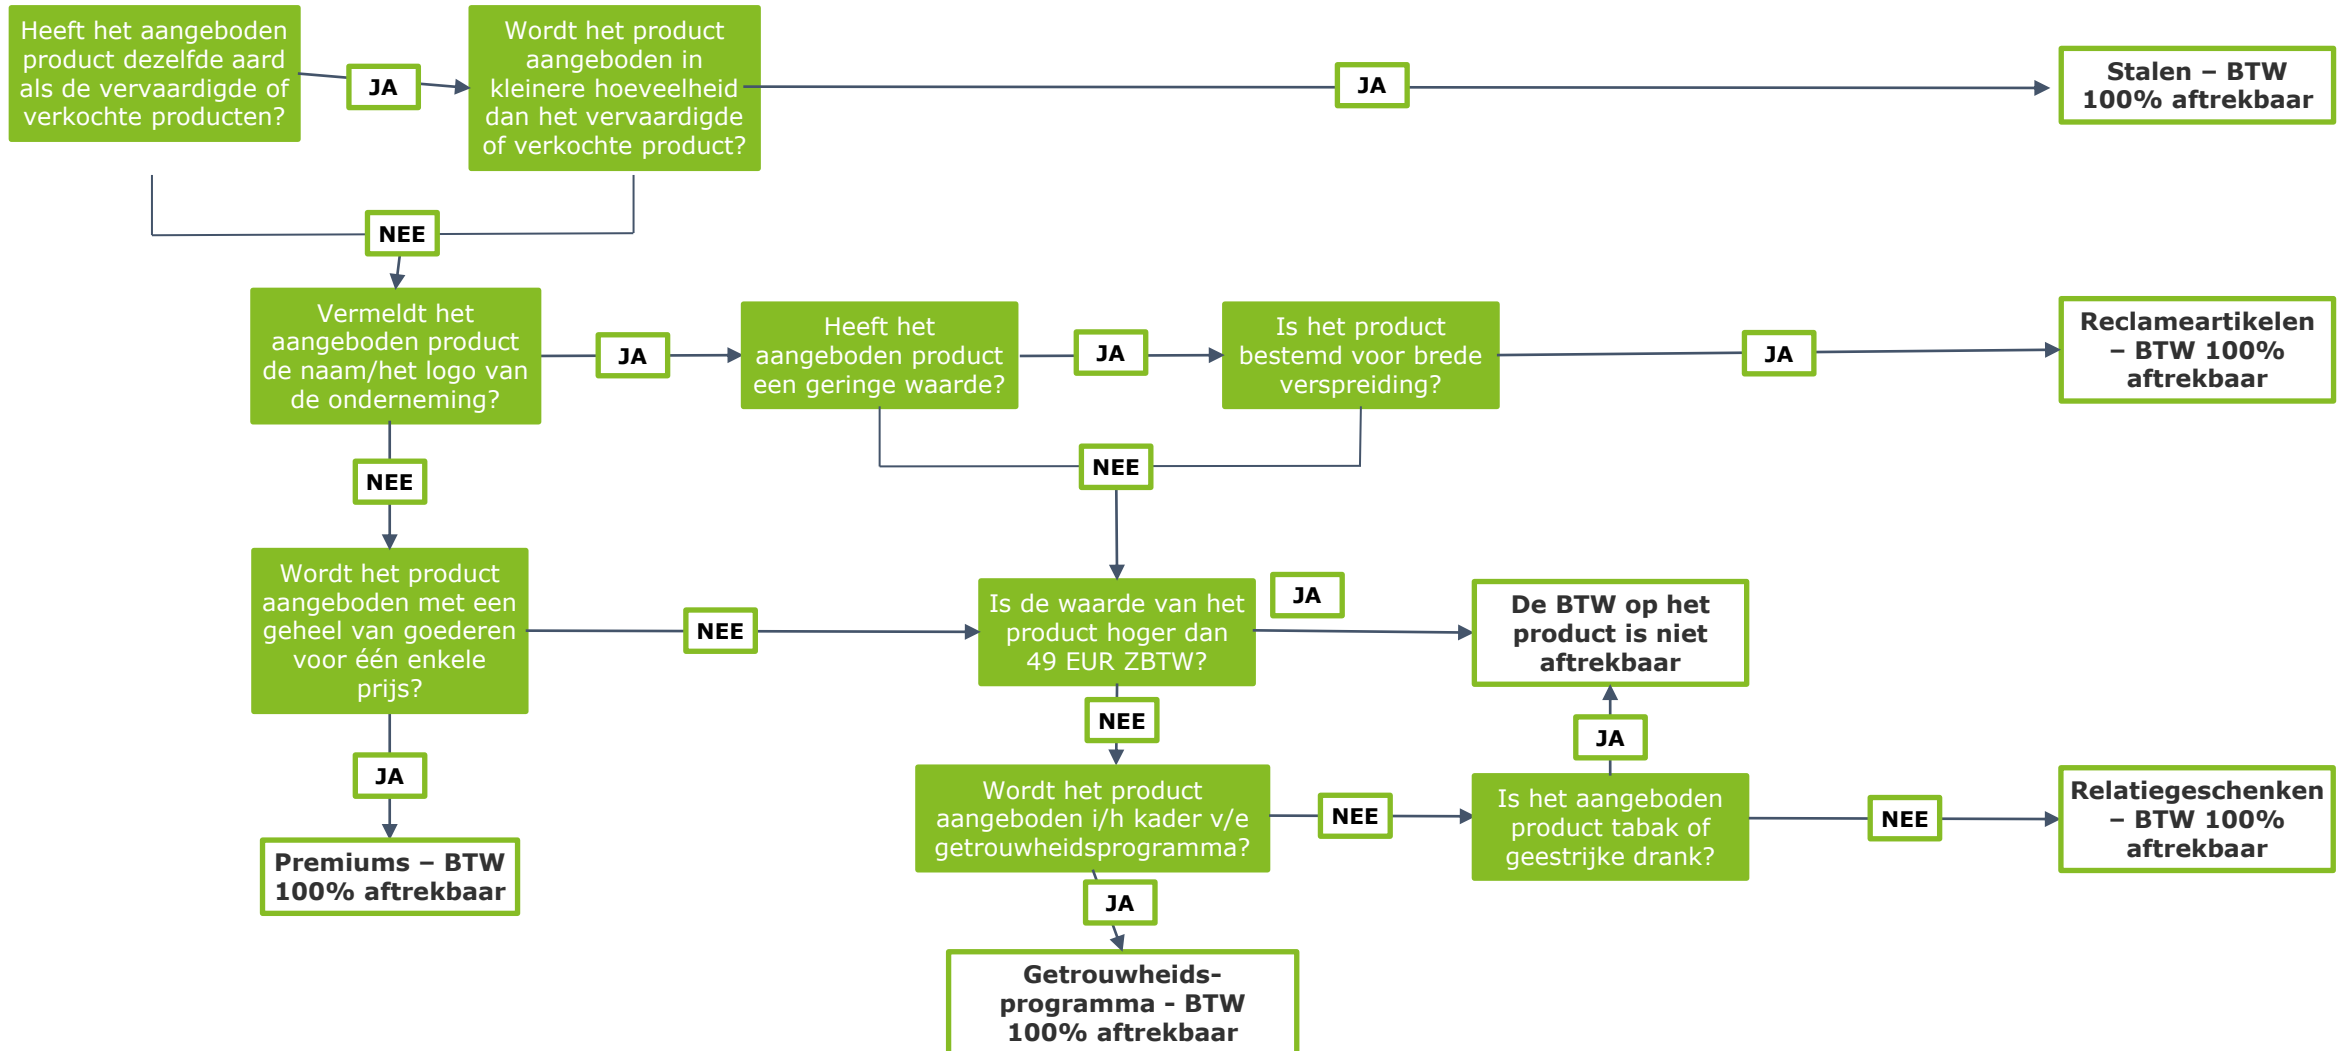 Heeft het aangeboden
product dezelfde aard
als de vervaardigde of
verkochte producten?
JA
Wordt het product
aangeboden in
kleinere hoeveelheid
dan het vervaardigde
of verkochte product?
JA
Stalen – BTW
100% aftrekbaar
NEE
Vermeldt het
aangeboden product
de naam/het logo van
de onderneming?
JA
Heeft het
aangeboden product
een geringe waarde?
JA
Is het product
bestemd voor brede
verspreiding?
JA
Reclameartikelen
– BTW 100%
aftrekbaar
NEE
NEE
Wordt het product
aangeboden met een
geheel van goederen
voor één enkele
prijs?
NEE
Is de waarde van het
product hoger dan
49 EUR ZBTW?
JA
De BTW op het
product is niet
aftrekbaar
JA
Premiums – BTW
100% aftrekbaar
NEE
Wordt het product
aangeboden i/h kader v/e
getrouwheidsprogramma?
NEE
Is het aangeboden
product tabak of
geestrijke drank?
JA
NEE
Relatiegeschenken
– BTW 100%
aftrekbaar
JA
Getrouwheids-
programma - BTW
100% aftrekbaar